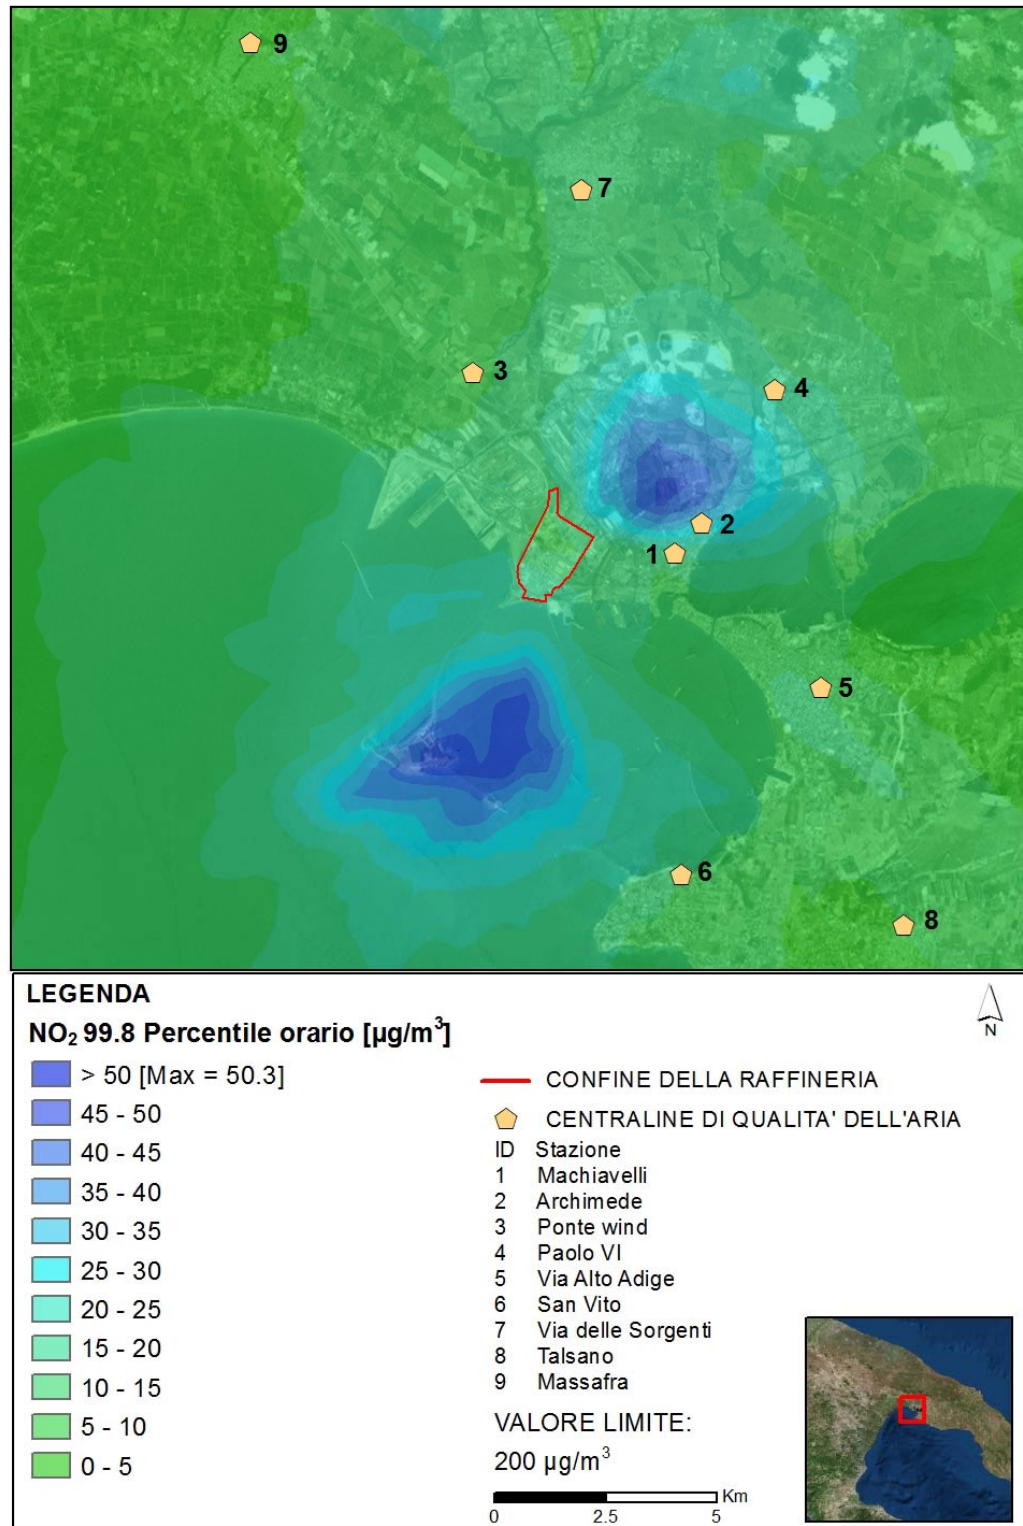 9
7
3
4
2
1
5
6
8
LEGENDA
NO₂ 99.8 Percentile orario [µg/m³]
> 50 [Max = 50.3]
45 - 50
40 - 45
35 - 40
30 - 35
25 - 30
20 - 25
15 - 20
10 - 15
5 - 10
0 - 5
N
CONFINE DELLA RAFFINERIA
CENTRALINE DI QUALITA' DELL'ARIA
ID Stazione
1 Machiavelli
2 Archimede
3 Ponte wind
4 Paolo VI
5 Via Alto Adige
6 San Vito
7 Via delle Sorgenti
8 Talsano
9 Massafra
VALORE LIMITE:
200 µg/m³
Km
0 2.5 5